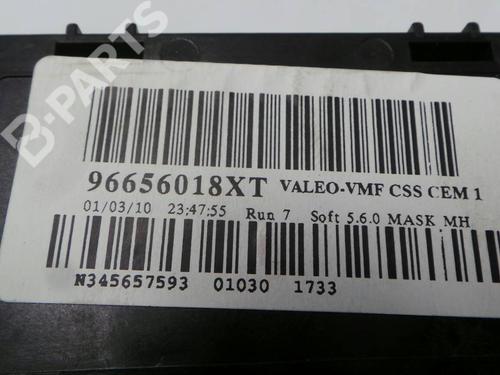 B-PARTS
96656018XT VALEO-VMF CSS CEM 1
01/03/10 23:47:55 Run 7 Soft 5.6.0 MASK MH
N345657593 01030 1733